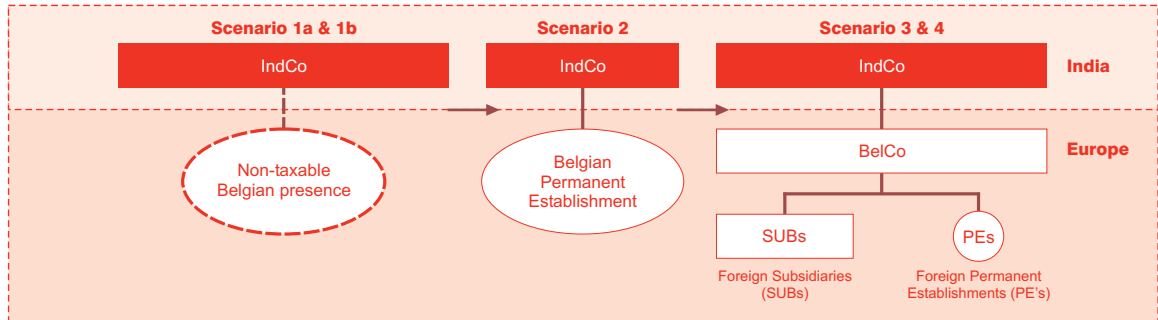 Scenario 1a & 1b
Scenario 2
Scenario 3 & 4
IndCo
IndCo
IndCo
India
Non-taxable
Belgian presence
Belgian
Permanent
Establishment
BelCo
Europe
SUBs
PEs
Foreign Subsidiaries
(SUBs)
Foreign Permanent
Establishments (PE's)